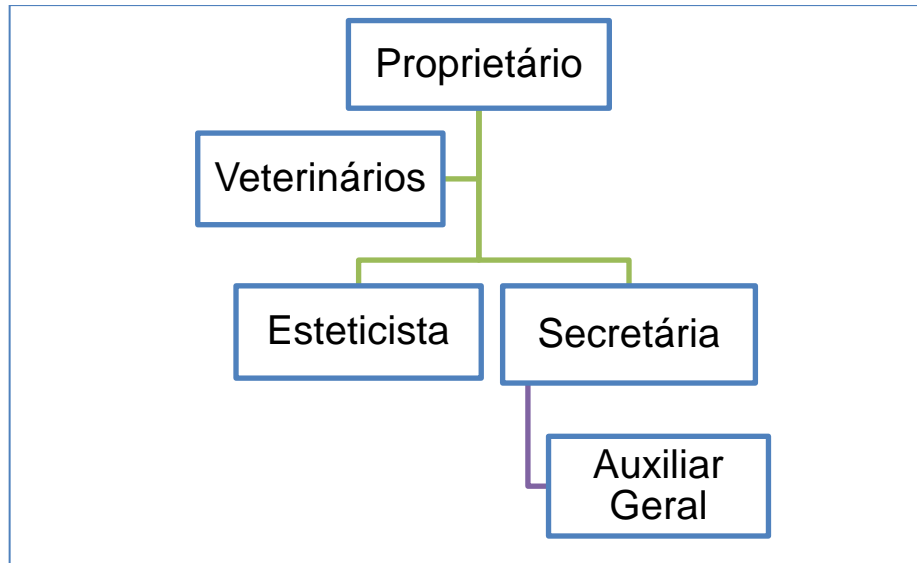 Proprietário
Veterinários
Esteticista
Secretária
Auxiliar
Geral